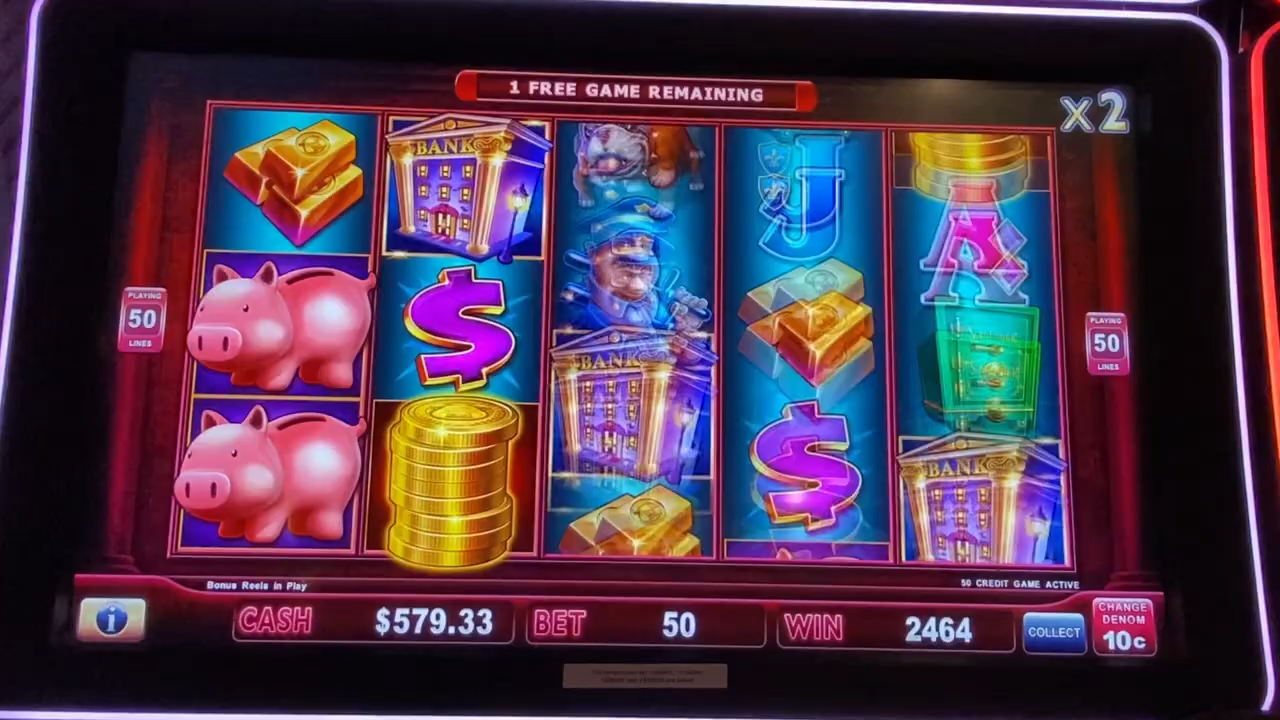 1 FREE GAME REMAINING
X2
BANK
J
A
PLAYING
50
LINES
$
BANK
PLAYING
50
LINES
$
BANK
Bonus Reels in Play
50 CREDIT GAME ACTIVE
i
CASH $579.33
BET 50
WIN 2464
COLLECT
CHANGE
DENOM
10¢